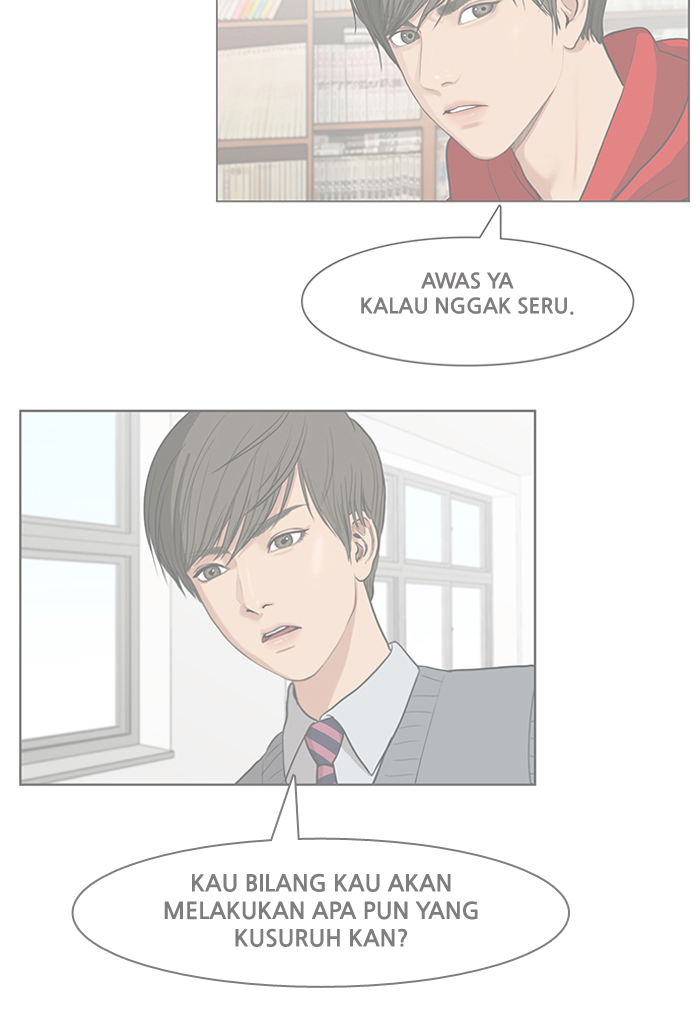 AWAS YA
KALAU NGGAK SERU.
KAU BILANG KAU AKAN
MELAKUKAN APA PUN YANG
KUSURUH KAN?